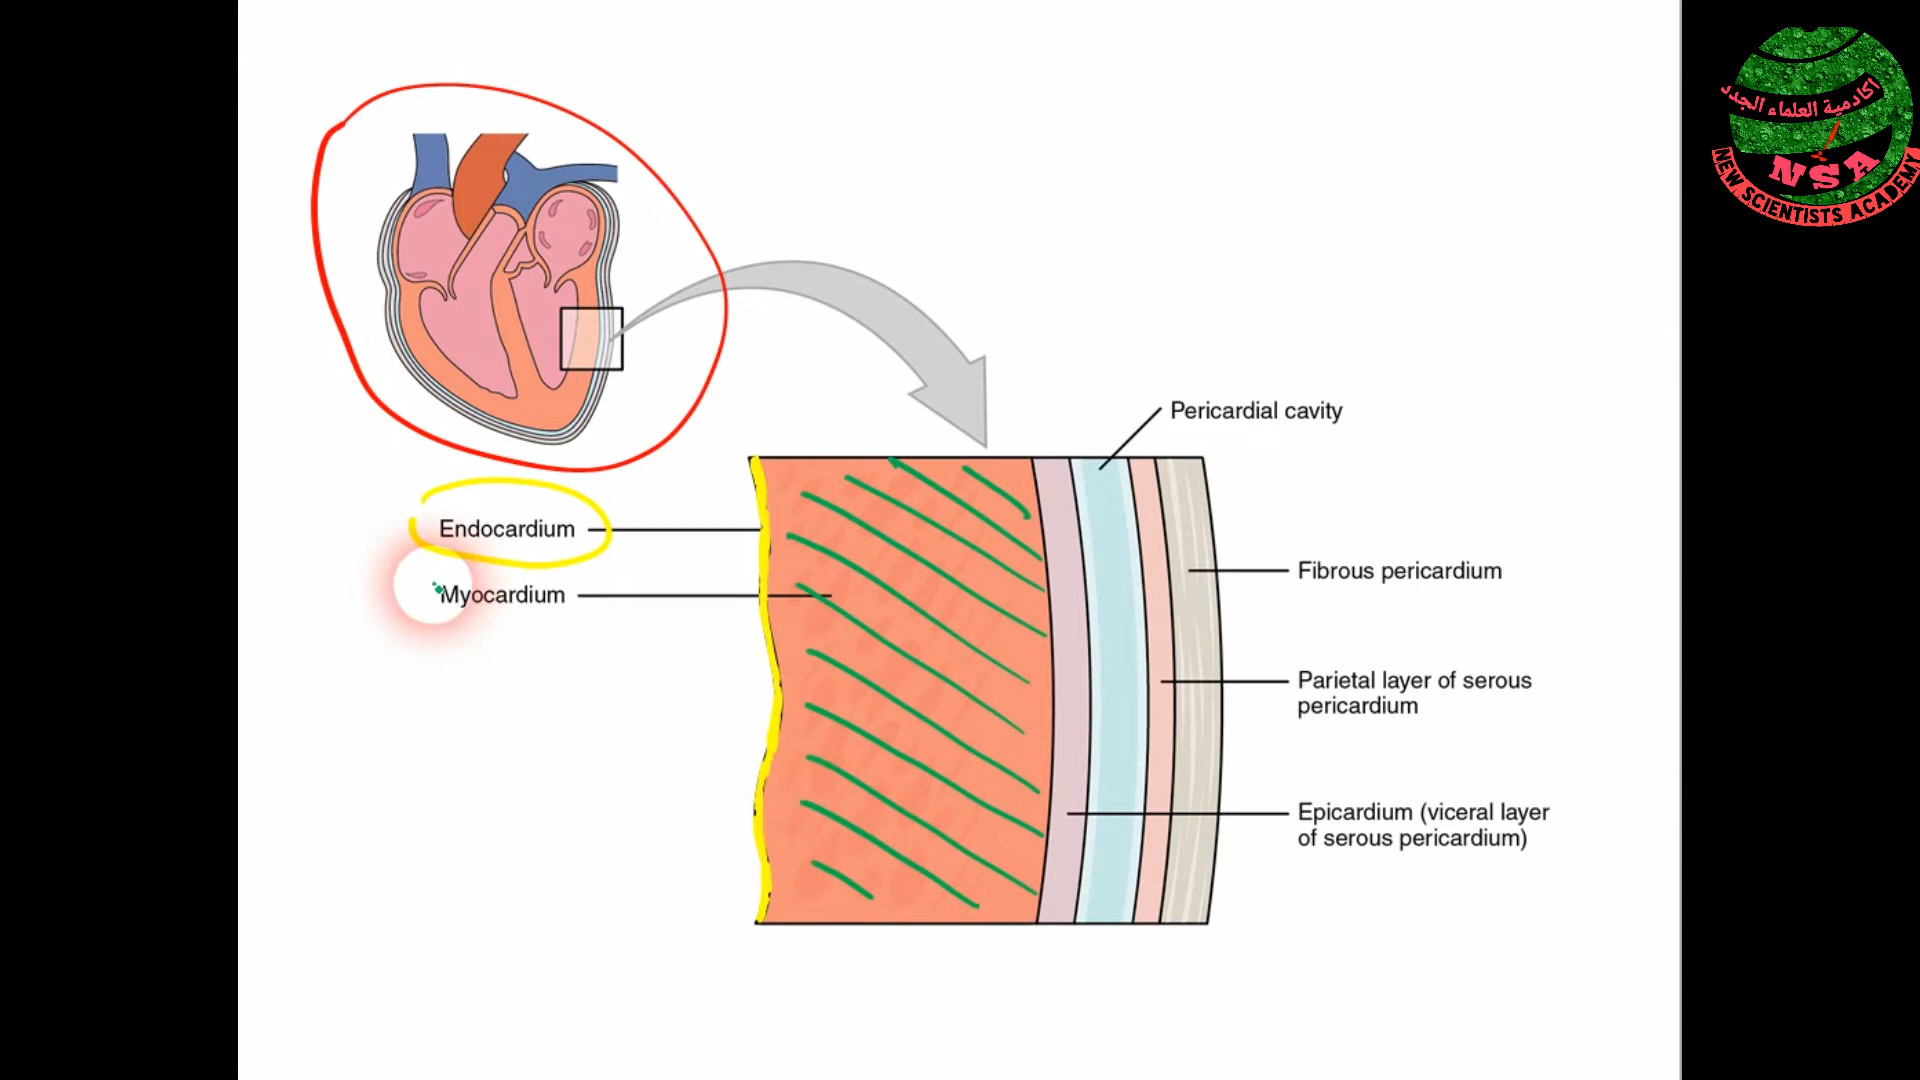 أكاديمية العلماء الجدد
NSA
NEW SCIENTISTS ACADEMY
Pericardial cavity
Endocardium
Myocardium
Fibrous pericardium
Parietal layer of serous
pericardium
Epicardium (viceral layer
of serous pericardium)